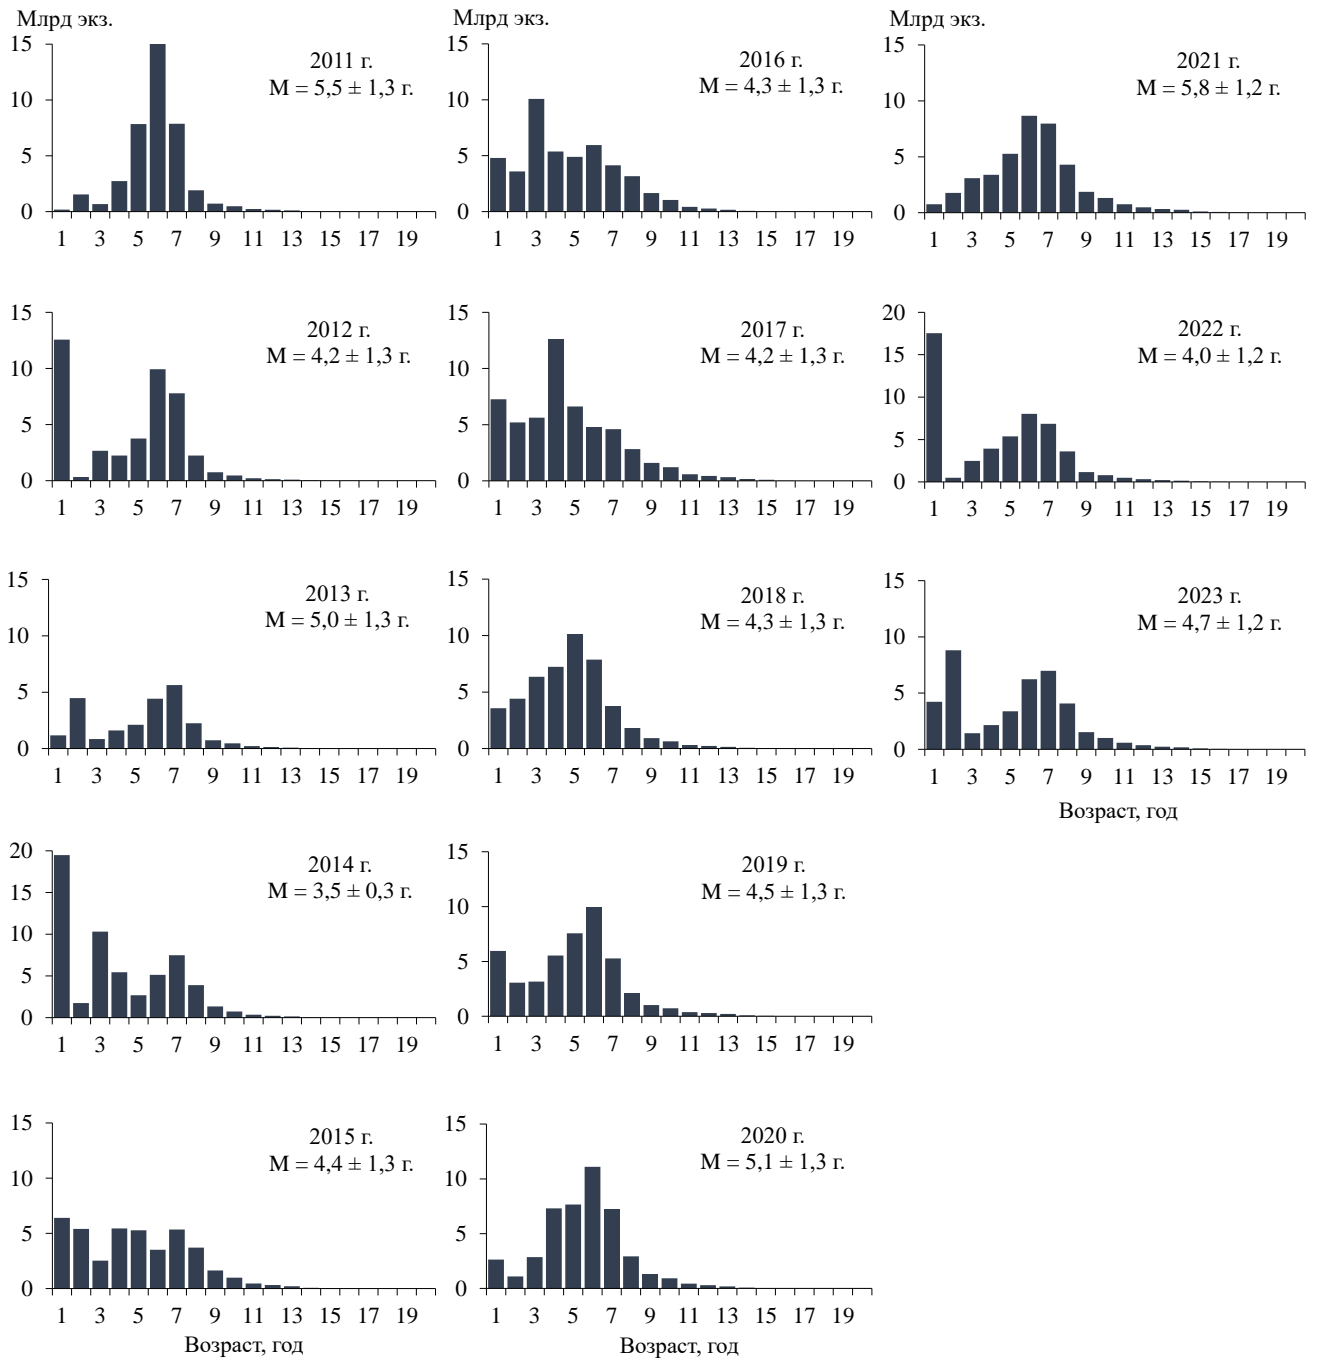 Млрд экз.
15
10
5
0
2011 г.
М = 5,5 ± 1,3 г.
1 3 5 7 9 11 13 15 17 19
Млрд экз.
15
10
5
0
2016 г.
М = 4,3 ± 1,3 г.
1 3 5 7 9 11 13 15 17 19
Млрд экз.
15
10
5
0
2021 г.
М = 5,8 ± 1,2 г.
1 3 5 7 9 11 13 15 17 19
15
10
5
0
2012 г.
М = 4,2 ± 1,3 г.
1 3 5 7 9 11 13 15 17 19
15
10
5
0
2017 г.
М = 4,2 ± 1,3 г.
1 3 5 7 9 11 13 15 17 19
20
15
10
5
0
2022 г.
М = 4,0 ± 1,2 г.
1 3 5 7 9 11 13 15 17 19
15
10
5
0
2013 г.
М = 5,0 ± 1,3 г.
1 3 5 7 9 11 13 15 17 19
15
10
5
0
2018 г.
М = 4,3 ± 1,3 г.
1 3 5 7 9 11 13 15 17 19
15
10
5
0
2023 г.
М = 4,7 ± 1,2 г.
1 3 5 7 9 11 13 15 17 19
Возраст, год
20
15
10
5
0
2014 г.
М = 3,5 ± 0,3 г.
1 3 5 7 9 11 13 15 17 19
15
10
5
0
2019 г.
М = 4,5 ± 1,3 г.
1 3 5 7 9 11 13 15 17 19
15
10
5
0
2015 г.
М = 4,4 ± 1,3 г.
1 3 5 7 9 11 13 15 17 19
Возраст, год
15
10
5
0
2020 г.
М = 5,1 ± 1,3 г.
1 3 5 7 9 11 13 15 17 19
Возраст, год